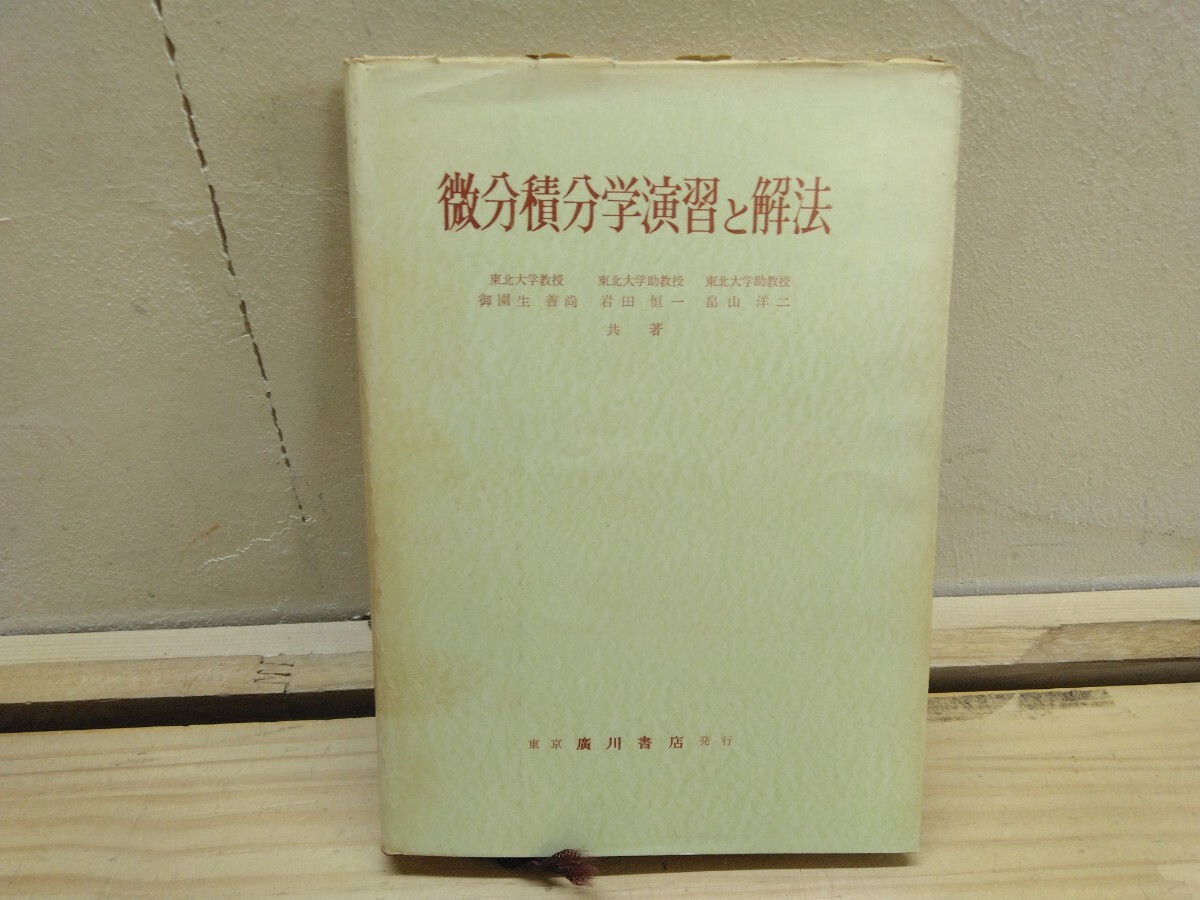 微分積分学演習と解法
東北大学教授 東北大学助教授 東北大学助教授
御園生 善尚 岩田 恒一 畠山 洋二
共 著
東京 廣川書店 発行